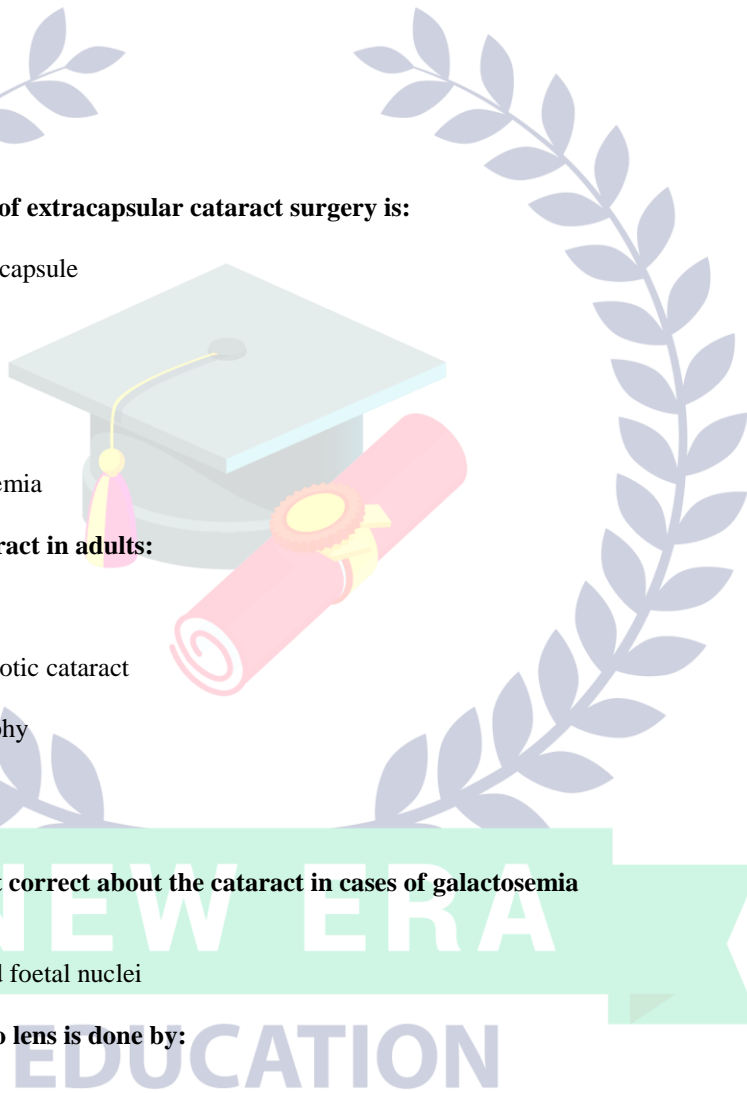 of extracapsular cataract surgery is:
capsule
emia
ract in adults:
otic cataract
phy
t correct about the cataract in cases of galactosemia
NEW ERA
d foetal nuclei
o lens is done by:
EDUCATION